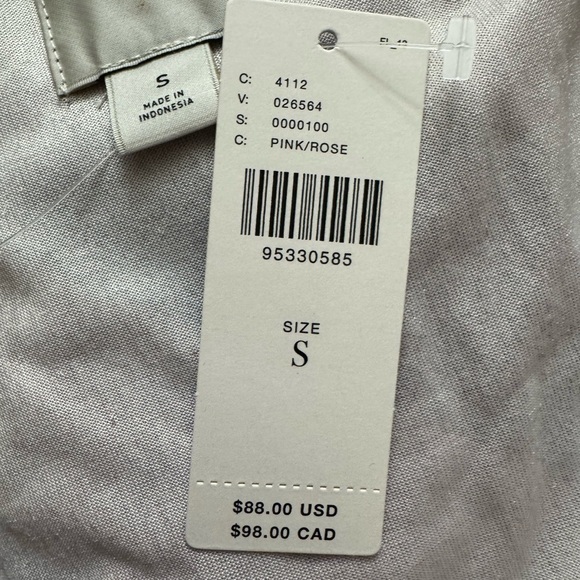 S
MADE IN
INDONESIA
C: 4112
V: 026564
S: 0000100
C: PINK/ROSE
95330585
SIZE
S
$88.00 USD
$98.00 CAD